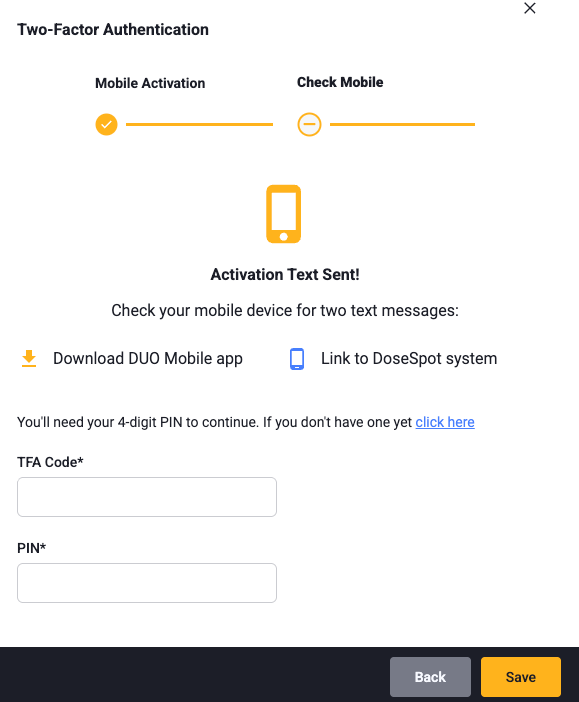 Two-Factor Authentication
Mobile Activation
Check Mobile
Activation Text Sent!
Check your mobile device for two text messages:
Download DUO Mobile app
Link to DoseSpot system
You'll need your 4-digit PIN to continue. If you don't have one yet click here
TFA Code*
PIN*
Back
Save